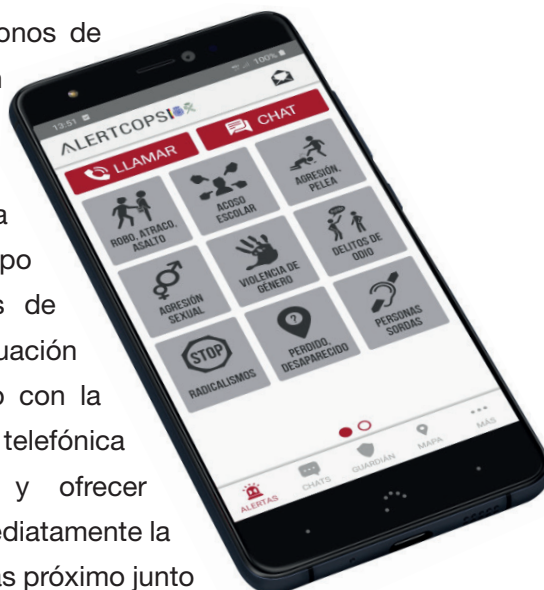 onos de
a
po
s de
uación
o con la
telefónica
y ofrecer
ediatamente la
ás próximo junto
13:51
100%
ALERTCOPS
LLAMAR
CHAT
ROBO, ATRACO,
ASALTO
ACOSO
ESCOLAR
AGRESIÓN,
PELEA
AGRESIÓN
SEXUAL
VIOLENCIA DE
GÉNERO
DELITOS DE
ODIO
STOP
RADICALISMOS
?
PERDIDO,
DESAPARECIDO
PERSONAS
SORDAS
ALERTAS
CHATS
GUARDIÁN
MAPA
MÁS